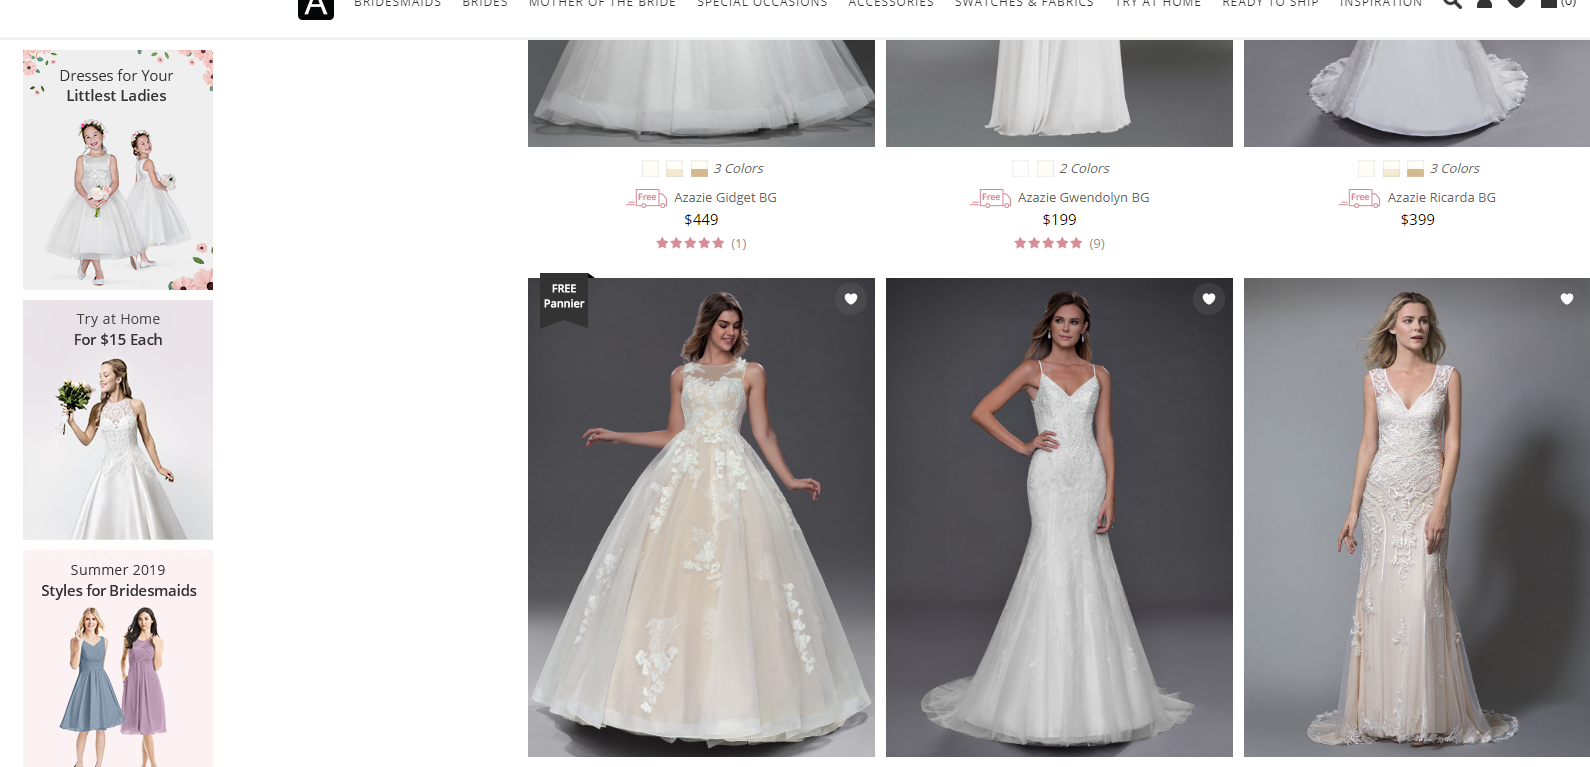 A
BRIDESMAIDS BRIDES MOTHER OF THE BRIDE SPECIAL OCCASIONS ACCESSORIES SWATCHES & FABRICS TRY AT HOME READY TO SHIP INSPIRATION (0)
Dresses for Your
Littlest Ladies
Try at Home
For $15 Each
Summer 2019
Styles for Bridesmaids
3 Colors
Free Azazie Gidget BG
$449
(1)
2 Colors
Free Azazie Gwendolyn BG
$199
(9)
3 Colors
Free Azazie Ricarda BG
$399
FREE
Pannier